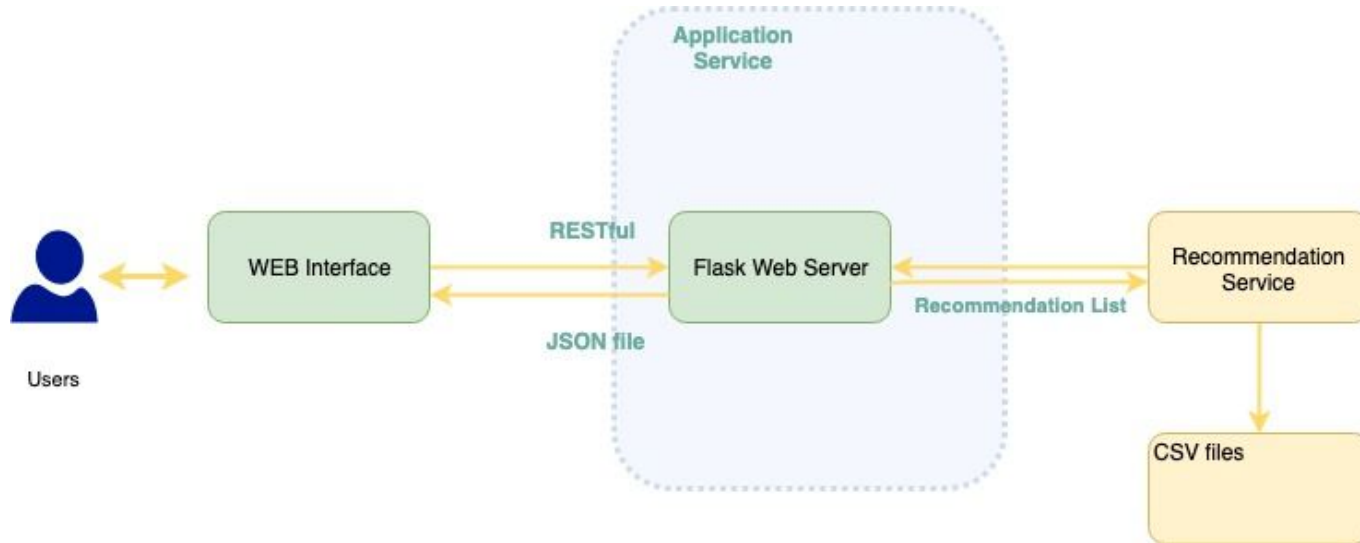 Application
Service
RESTful
WEB Interface
Flask Web Server
Recommendation
Service
Recommendation List
JSON file
Users
CSV files